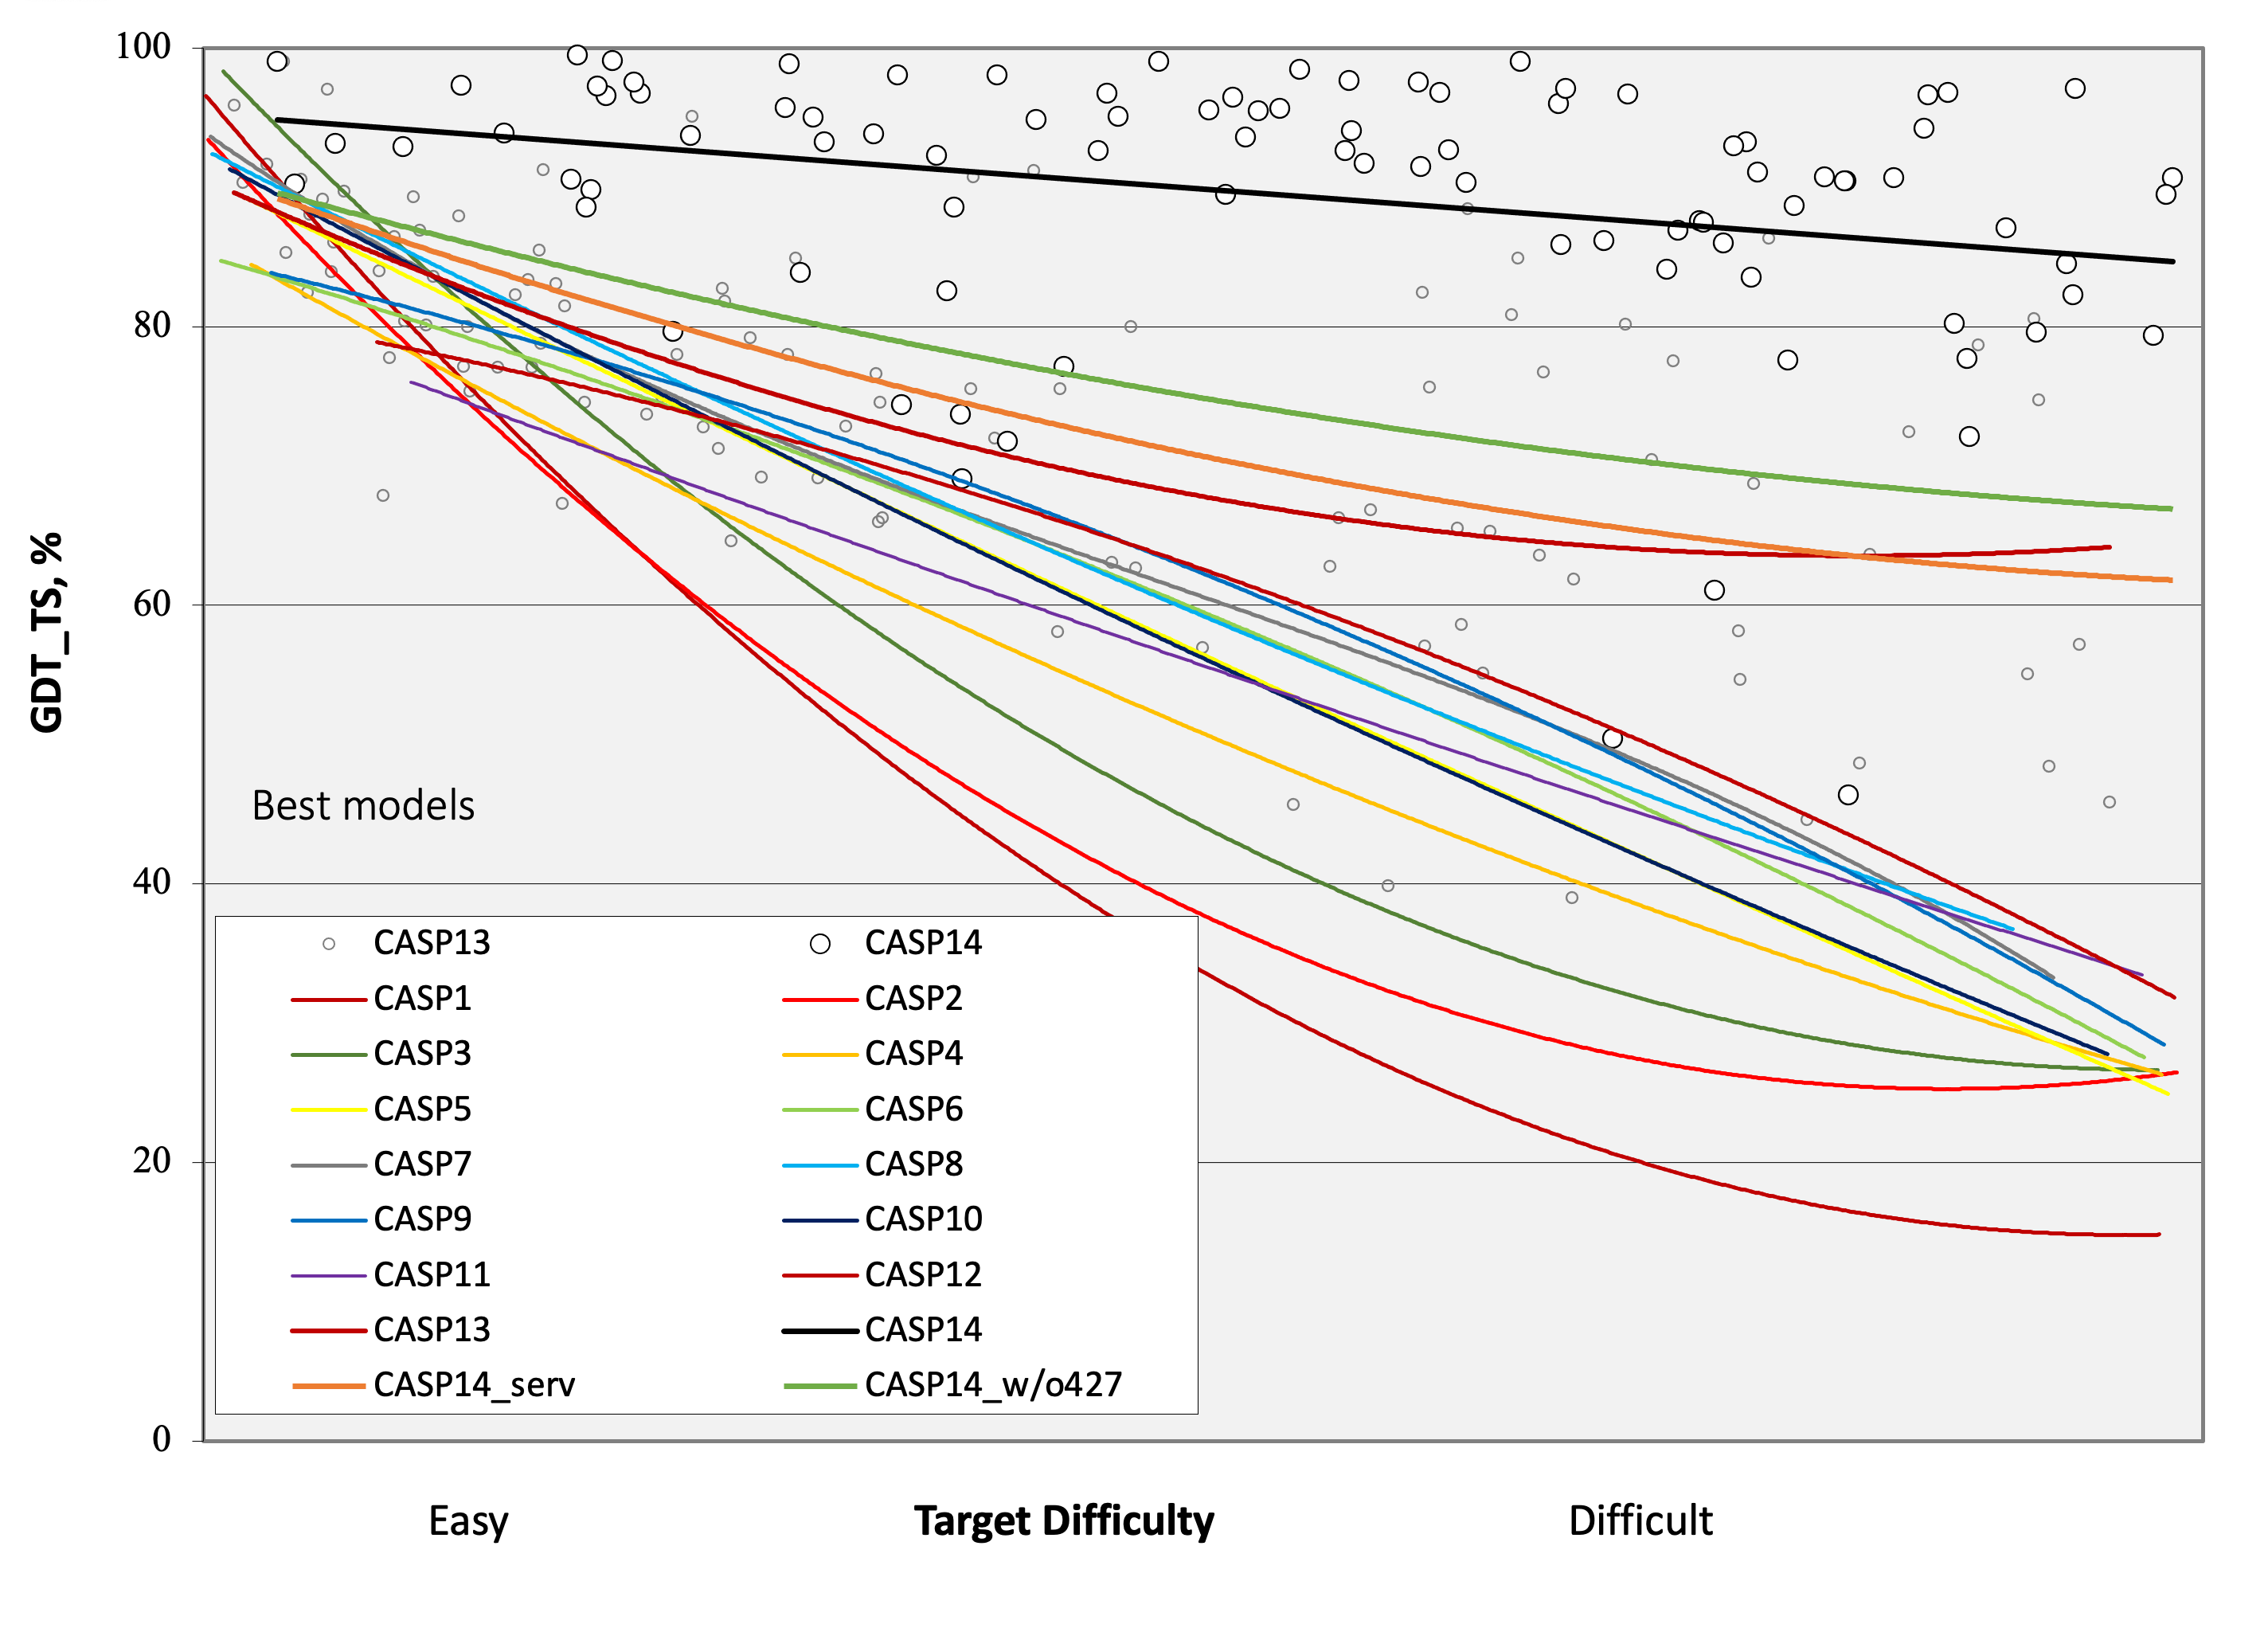 100
80
60
40
20
0
GDT_TS, %
Best models
CASP13 CASP14
CASP1 CASP2
CASP3 CASP4
CASP5 CASP6
CASP7 CASP8
CASP9 CASP10
CASP11 CASP12
CASP13 CASP14
CASP14_serv CASP14_w/o427
Easy Target Difficulty Difficult